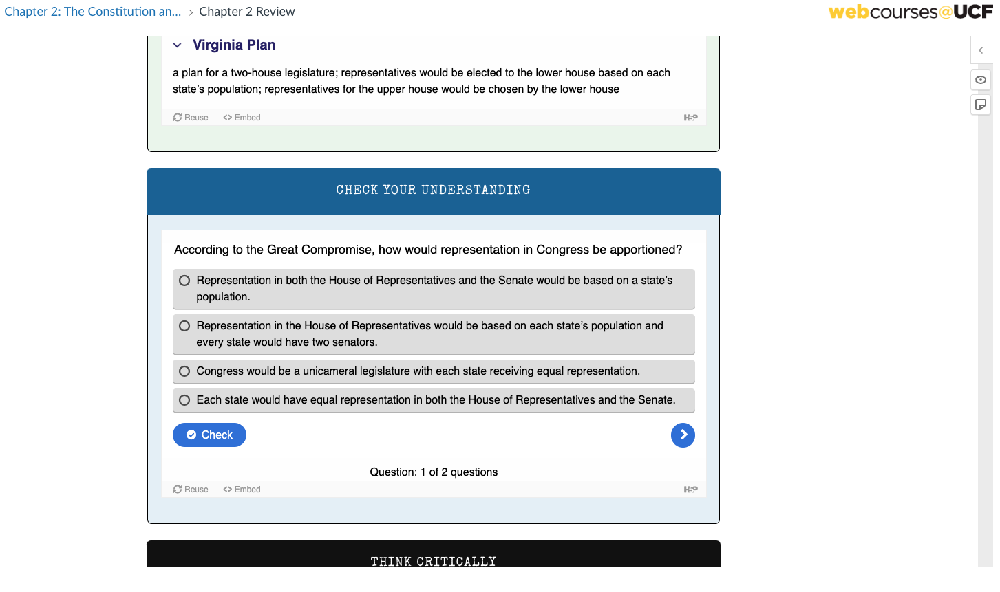 Chapter 2: The Constitution an... > Chapter 2 Review
webcourses@UCF
Virginia Plan
a plan for a two-house legislature; representatives would be elected to the lower house based on each
state’s population; representatives for the upper house would be chosen by the lower house
Reuse <> Embed H5P
CHECK YOUR UNDERSTANDING
According to the Great Compromise, how would representation in Congress be apportioned?
Representation in both the House of Representatives and the Senate would be based on a state’s
population.
Representation in the House of Representatives would be based on each state’s population and
every state would have two senators.
Congress would be a unicameral legislature with each state receiving equal representation.
Each state would have equal representation in both the House of Representatives and the Senate.
Check
Question: 1 of 2 questions
Reuse <> Embed H5P
THINK CRITICALLY